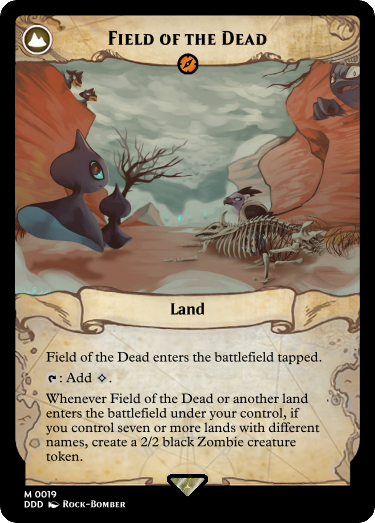 Field of the Dead
Land
Field of the Dead enters the battlefield tapped.
: Add .
Whenever Field of the Dead or another land
enters the battlefield under your control, if
you control seven or more lands with different
names, create a 2/2 black Zombie creature
token.
M 0019
DDD Rock-Bomber